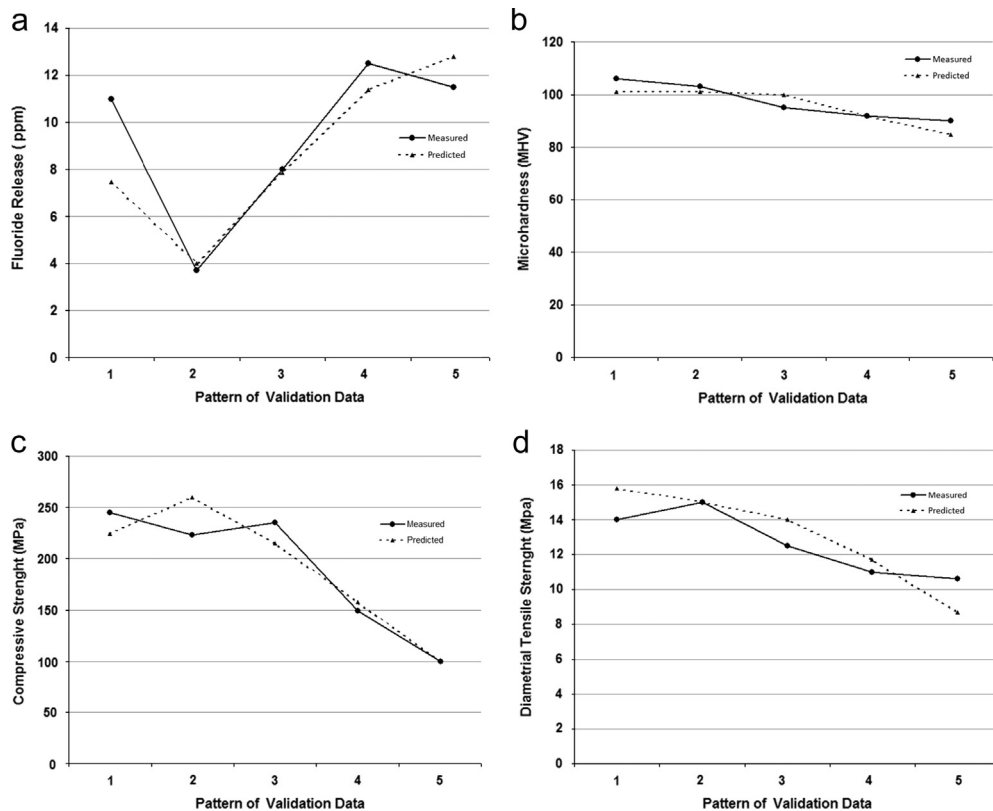 a
Fluoride Release ( ppm)
14
12
10
8
6
4
2
0
Measured
Predicted
1 2 3 4 5
Pattern of Validation Data
b
Microhardness (MHV)
120
100
80
60
40
20
0
Measured
Predicted
1 2 3 4 5
Pattern of Validation Data
c
Compressive Strenght (MPa)
300
250
200
150
100
50
0
Measured
Predicted
1 2 3 4 5
Pattern of Validation Data
d
Diametrial Tensile Sternght (Mpa)
18
16
14
12
10
8
6
4
2
0
Measured
Predicted
1 2 3 4 5
Pattern of Validation Data